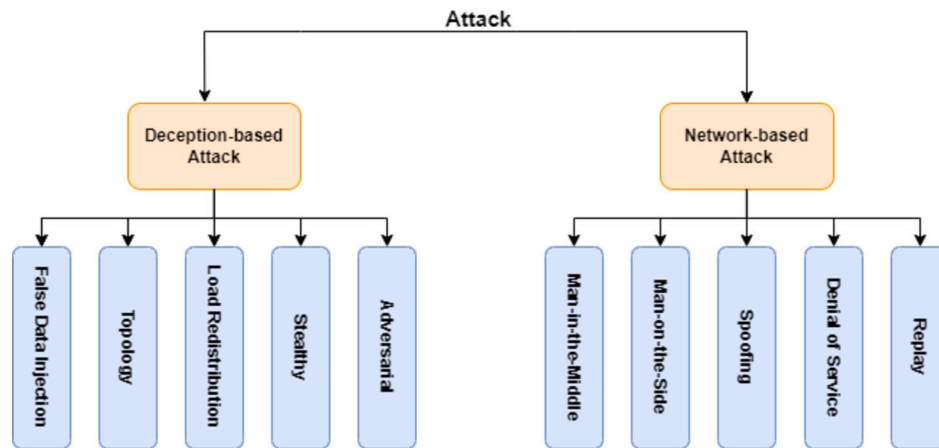 Attack
Deception-based
Attack
Network-based
Attack
False Data Injection
Topology
Load Redistribution
Stealthy
Adversarial
Man-in-the-Middle
Man-on-the-Side
Spoofing
Denial of Service
Replay